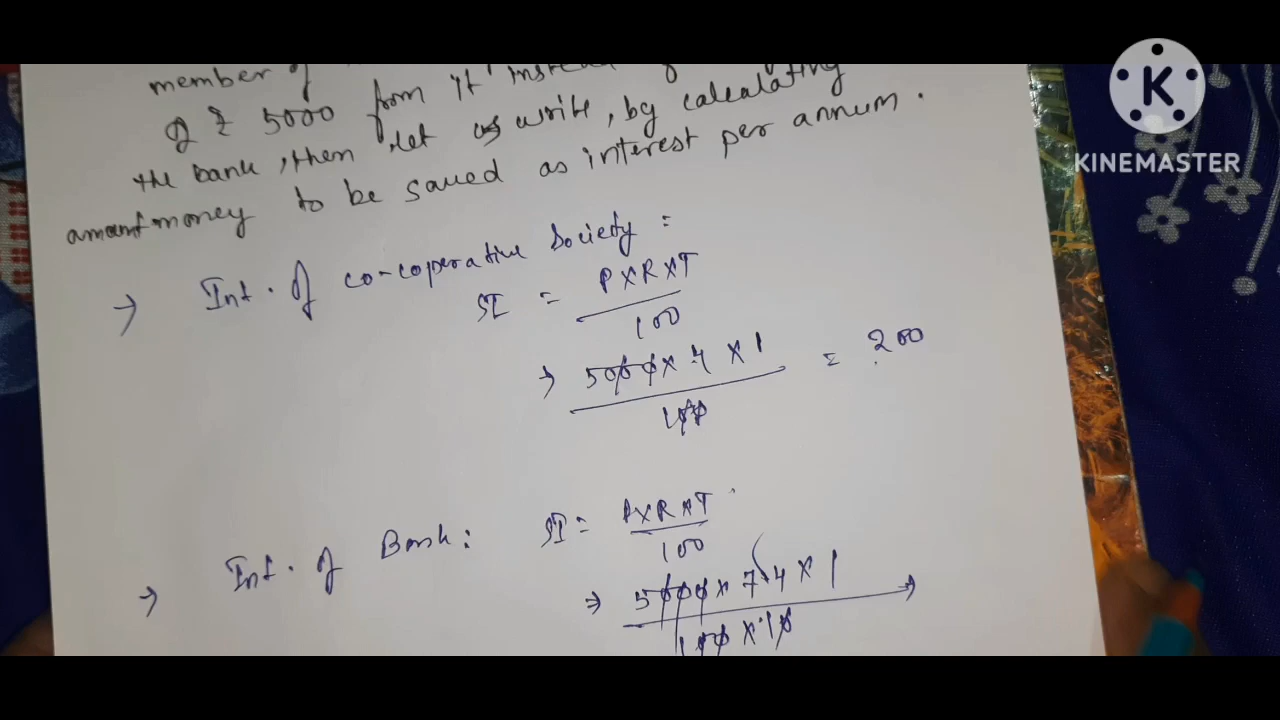 member of
of ₹ 5000 from it
the bank, then let us write, by calculating
amount money to be saved as interest per annum.
→ Int. of co-coperative Society:
SI = PXRXT
100
→ 5000 X 4 X 1 = 200
100
→ Int. of Bank: SI = PXRXT
100
⇒ 5000 X 7.4 X 1 →
100 X 10
KINEMASTER